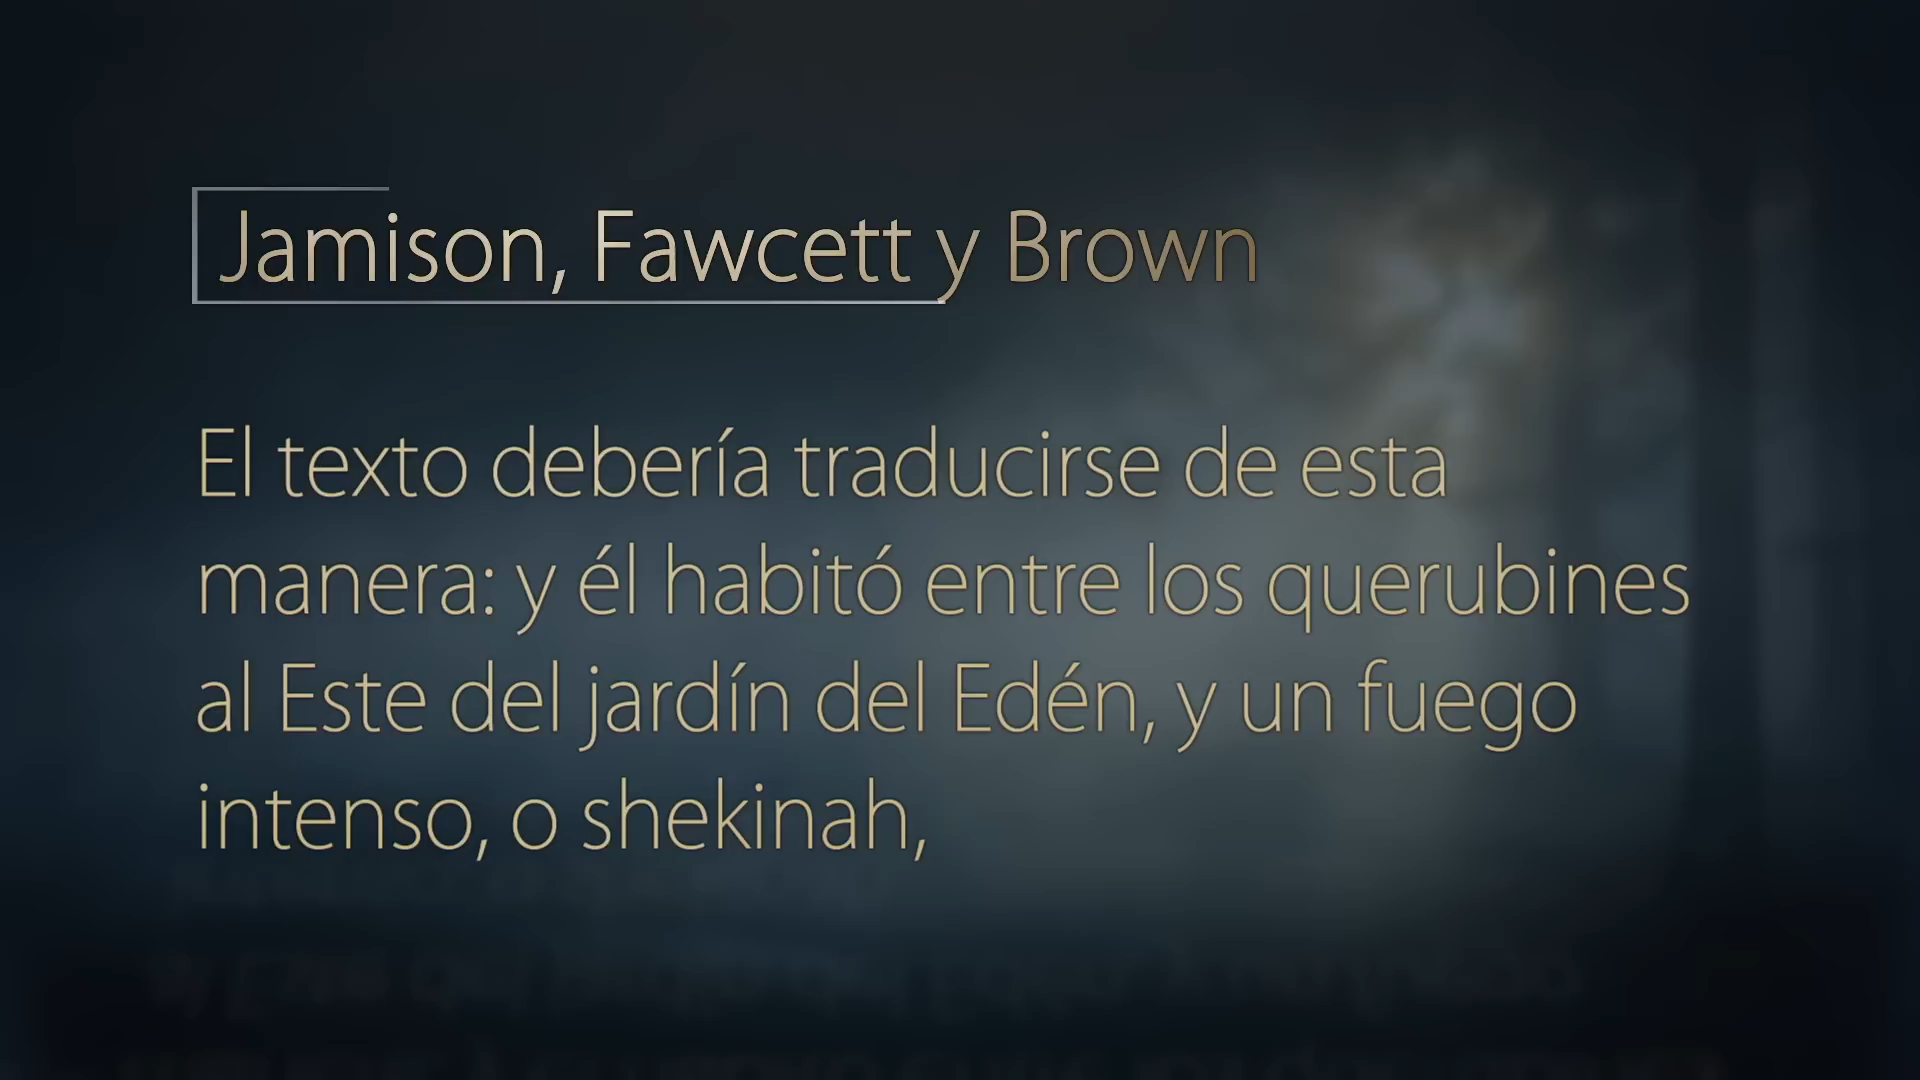 Jamison, Fawcett y Brown
El texto debería traducirse de esta
manera: y él habitó entre los querubines
al Este del jardín del Edén, y un fuego
intenso, o shekinah,